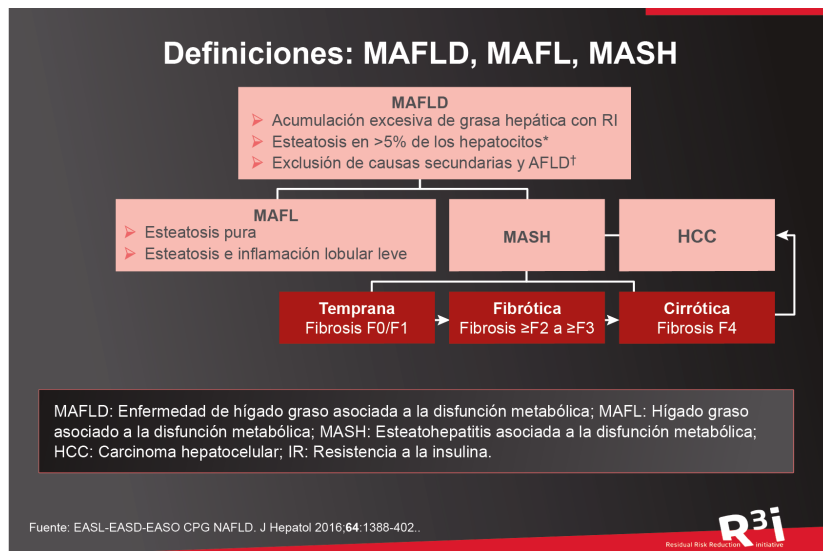 Definiciones: MAFLD, MAFL, MASH
MAFLD
Acumulación excesiva de grasa hepática con RI
Esteatosis en >5% de los hepatocitos*
Exclusión de causas secundarias y AFLD†
MAFL
Esteatosis pura
Esteatosis e inflamación lobular leve
MASH
HCC
Temprana
Fibrosis F0/F1
Fibrótica
Fibrosis ≥F2 a ≥F3
Cirrótica
Fibrosis F4
MAFLD: Enfermedad de hígado graso asociada a la disfunción metabólica; MAFL: Hígado graso
asociado a la disfunción metabólica; MASH: Esteatohepatitis asociada a la disfunción metabólica;
HCC: Carcinoma hepatocelular; IR: Resistencia a la insulina.
Fuente: EASL-EASD-EASO CPG NAFLD. J Hepatol 2016;64:1388-402..
R3i
Residual Risk Reduction initiative